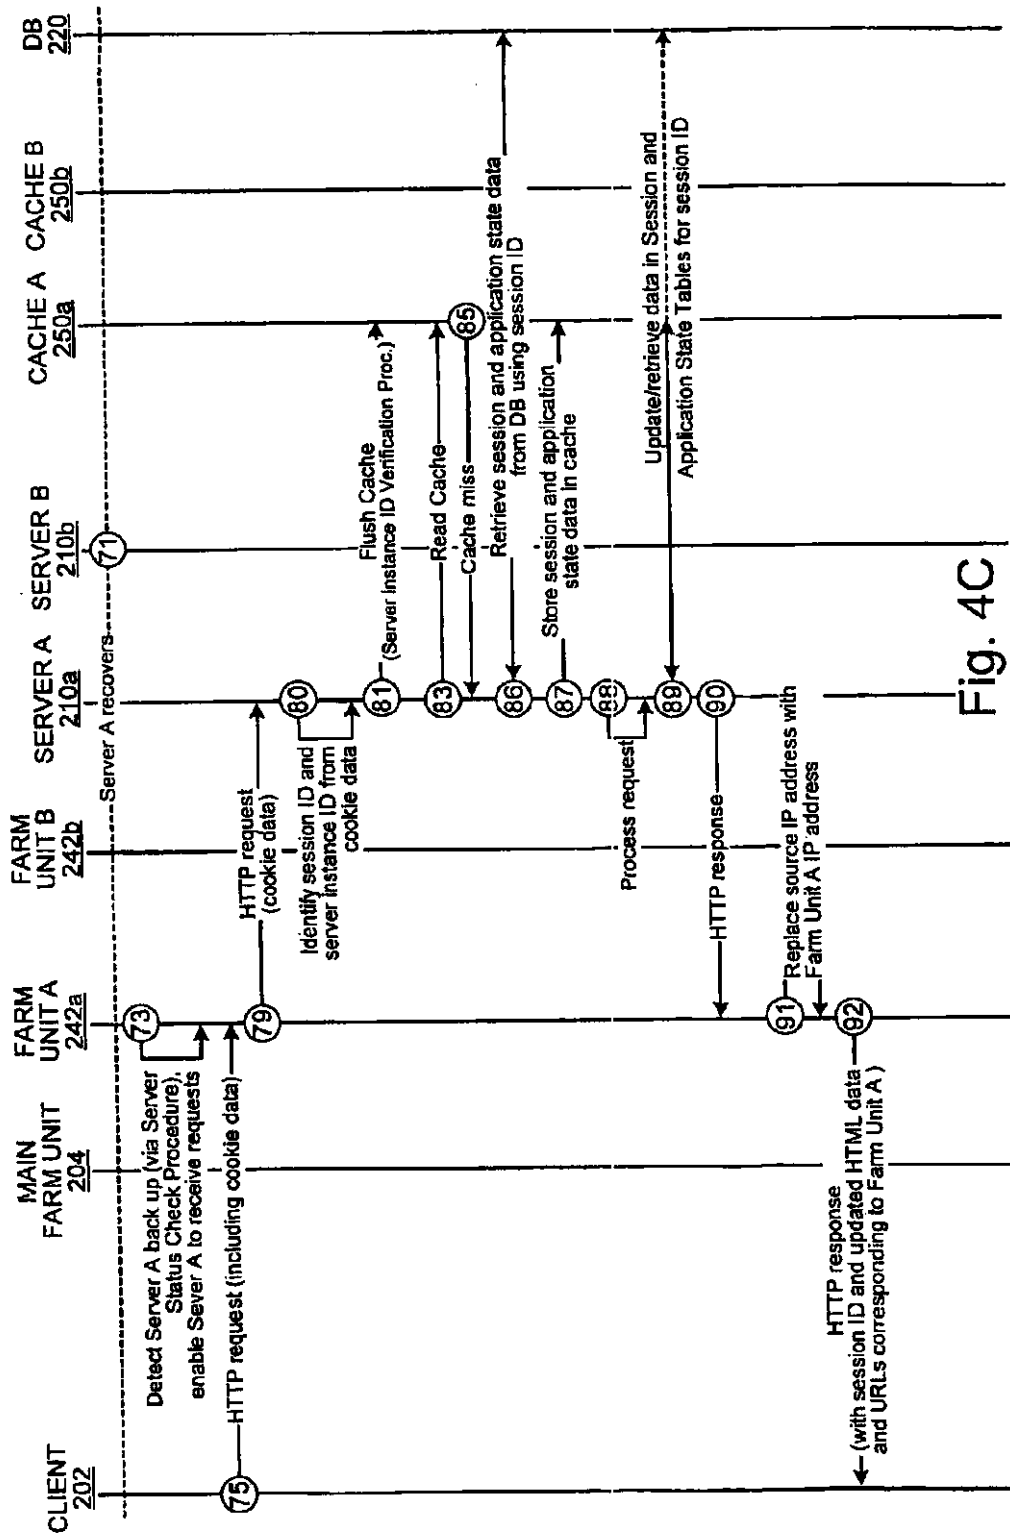 CLIENT
202
MAIN
FARM UNIT
204
FARM
UNIT A
242a
FARM
UNIT B
242b
SERVER A
210a
SERVER B
210b
CACHE A
250a
CACHE B
250b
DB
220
Server A recovers
71
73
Detect Server A back up (via Server
Status Check Procedure),
enable Sever A to receive requests
75
HTTP request (including cookie data)
79
HTTP request
(cookie data)
80
Identify session ID and
server instance ID from
cookie data
81
Flush Cache
(Server Instance ID Verification Proc.)
83
Read Cache
85
Cache miss
86
Retrieve session and application state data
from DB using session ID
87
Store session and application
state data in cache
88
Process request
89
Update/retrieve data in Session and
Application State Tables for session ID
90
HTTP response
91
Replace source IP address with
Farm Unit A IP address
92
HTTP response
(with session ID and updated HTML data
and URLs corresponding to Farm Unit A )
Fig. 4C